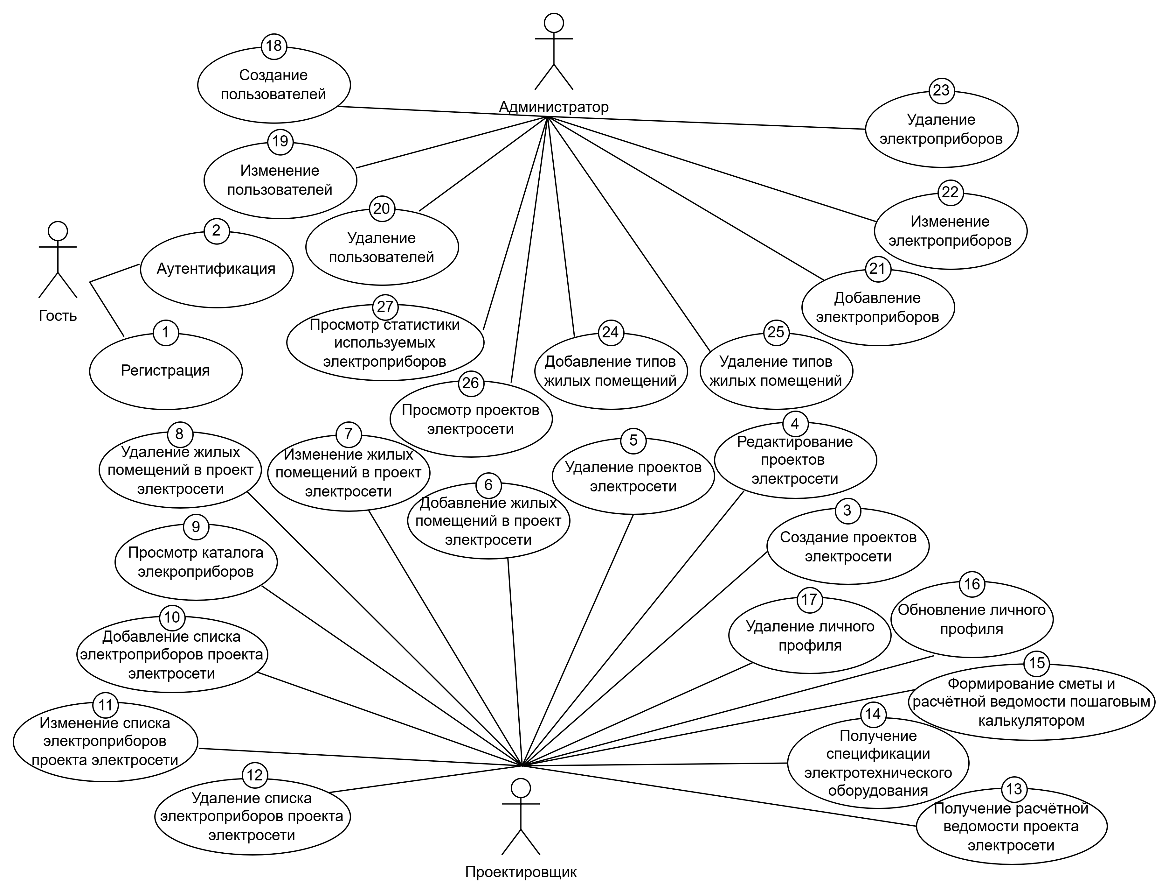 18
Создание
пользователей
Администратор
23
Удаление
электроприборов
19
Изменение
пользователей
20
Удаление
пользователей
22
Изменение
электроприборов
Гость
2
Аутентификация
21
Добавление
электроприборов
1
Регистрация
27
Просмотр статистики
используемых
электроприборов
24
Добавление типов
жилых помещений
25
Удаление типов
жилых помещений
26
Просмотр проектов
электросети
8
Удаление жилых
помещений в проект
электросети
7
Изменение жилых
помещений в проект
электросети
6
Добавление жилых
помещений в проект
электросети
5
Удаление проектов
электросети
4
Редактирование
проектов
электросети
3
Создание проектов
электросети
9
Просмотр каталога
элекроприборов
17
Удаление личного
профиля
16
Обновление личного
профиля
10
Добавление списка
электроприборов проекта
электросети
15
Формирование сметы и
расчётной ведомости пошаговым
калькулятором
11
Изменение списка
электроприборов
проекта электросети
14
Получение
спецификации
электротехнического
оборудования
12
Удаление списка
электроприборов проекта
электросети
13
Получение расчётной
ведомости проекта
электросети
Проектировщик